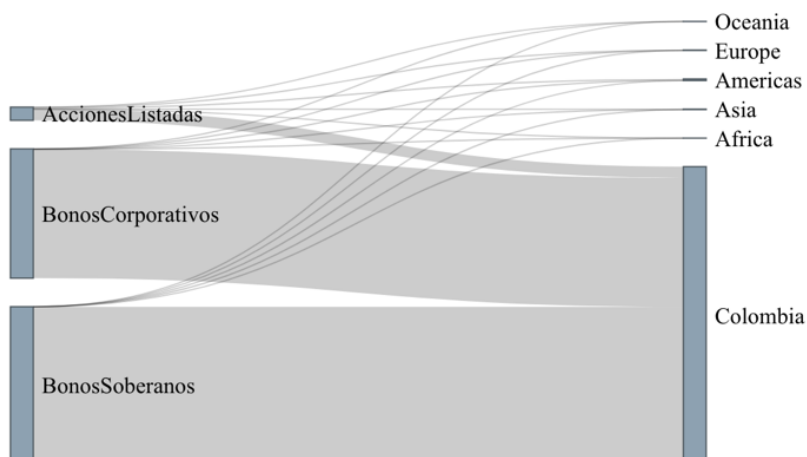 Oceania
Europe
Americas
AccionesListadas
Asia
Africa
BonosCorporativos
Colombia
BonosSoberanos